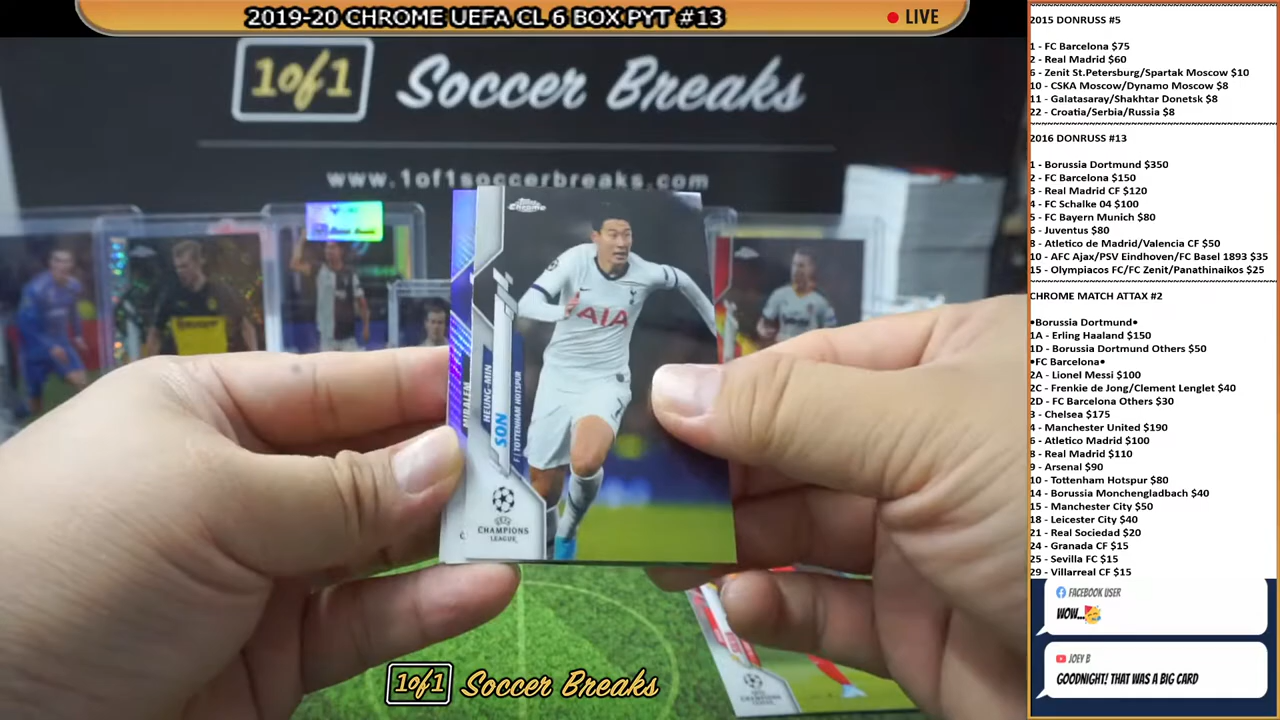 2019-20 CHROME UEFA CL 6 BOX PYT #13
LIVE
1of1 Soccer Breaks
www.1of1soccerbreaks.com
Topps Chrome
AIA
HEUNG-MIN
SON
F | TOTTENHAM HOTSPUR
MIRALEM
UEFA
CHAMPIONS
LEAGUE
1of1 Soccer Breaks
2015 DONRUSS #5
1 - FC Barcelona $75
2 - Real Madrid $60
6 - Zenit St.Petersburg/Spartak Moscow $10
10 - CSKA Moscow/Dynamo Moscow $8
11 - Galatasaray/Shakhtar Donetsk $8
22 - Croatia/Serbia/Russia $8
2016 DONRUSS #13
1 - Borussia Dortmund $350
2 - FC Barcelona $150
3 - Real Madrid CF $120
4 - FC Schalke 04 $100
5 - FC Bayern Munich $80
6 - Juventus $80
8 - Atletico de Madrid/Valencia CF $50
10 - AFC Ajax/PSV Eindhoven/FC Basel 1893 $35
15 - Olympiacos FC/FC Zenit/Panathinaikos $25
CHROME MATCH ATTAX #2
•Borussia Dortmund•
1A - Erling Haaland $150
1D - Borussia Dortmund Others $50
•FC Barcelona•
2A - Lionel Messi $100
2C - Frenkie de Jong/Clement Lenglet $40
2D - FC Barcelona Others $30
3 - Chelsea $175
4 - Manchester United $190
6 - Atletico Madrid $100
8 - Real Madrid $110
9 - Arsenal $90
10 - Tottenham Hotspur $80
14 - Borussia Monchengladbach $40
15 - Manchester City $50
18 - Leicester City $40
21 - Real Sociedad $20
24 - Granada CF $15
25 - Sevilla FC $15
29 - Villarreal CF $15
FACEBOOK USER
WOW...🥳
JOEY B
GOODNIGHT! THAT WAS A BIG CARD